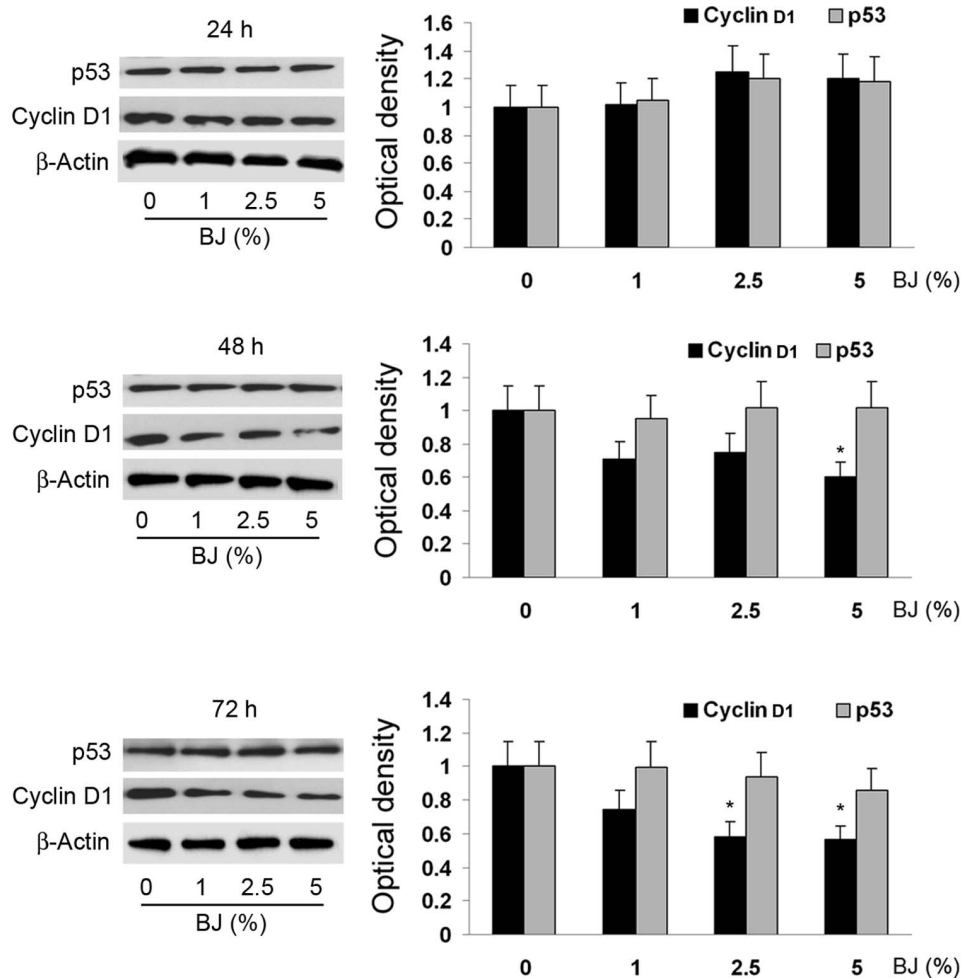 24 h
p53
Cyclin D1
β-Actin
0 1 2.5 5
BJ (%)
Cyclin D1 p53
Optical density
1.6
1.4
1.2
1
0.8
0.6
0.4
0.2
0
0 1 2.5 5 BJ (%)
48 h
p53
Cyclin D1
β-Actin
0 1 2.5 5
BJ (%)
Cyclin D1 p53
Optical density
1.4
1.2
1
0.8
0.6
0.4
0.2
0
*
0 1 2.5 5 BJ (%)
72 h
p53
Cyclin D1
β-Actin
0 1 2.5 5
BJ (%)
Cyclin D1 p53
Optical density
1.4
1.2
1
0.8
0.6
0.4
0.2
0
* *
0 1 2.5 5 BJ (%)